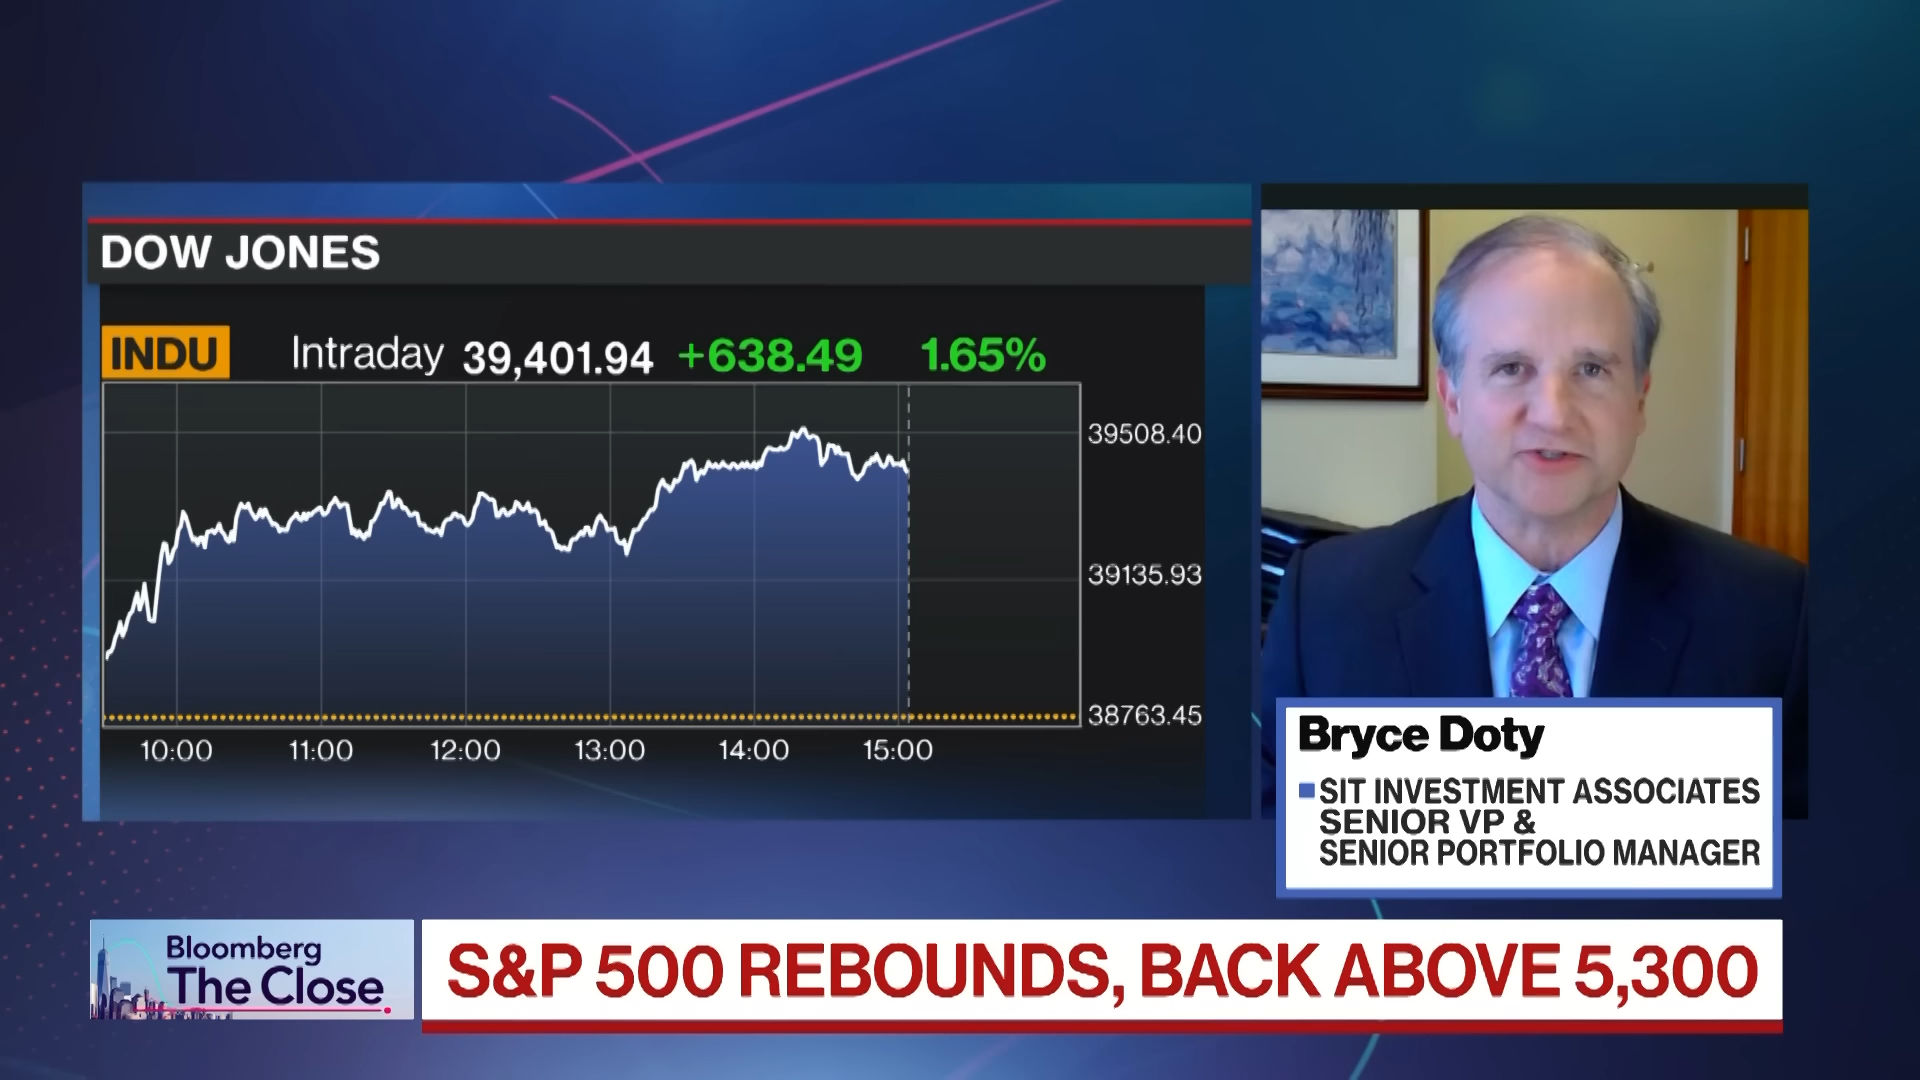 DOW JONES
INDU Intraday 39,401.94 +638.49 1.65%
39508.40
39135.93
38763.45
10:00 11:00 12:00 13:00 14:00 15:00
Bryce Doty
SIT INVESTMENT ASSOCIATES
SENIOR VP &
SENIOR PORTFOLIO MANAGER
Bloomberg
The Close
S&P 500 REBOUNDS, BACK ABOVE 5,300